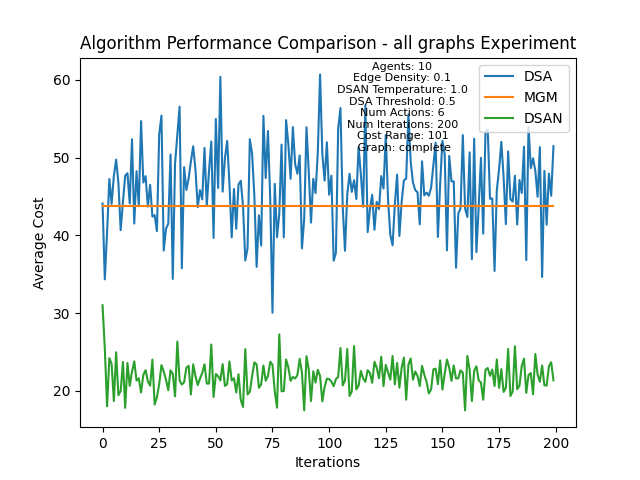 Algorithm Performance Comparison - all graphs Experiment
Agents: 10
Edge Density: 0.1
DSAN Temperature: 1.0
DSA Threshold: 0.5
Num Actions: 6
Num Iterations: 200
Cost Range: 101
Graph: complete
DSA
MGM
DSAN
Average Cost
60
50
40
30
20
0 25 50 75 100 125 150 175 200
Iterations